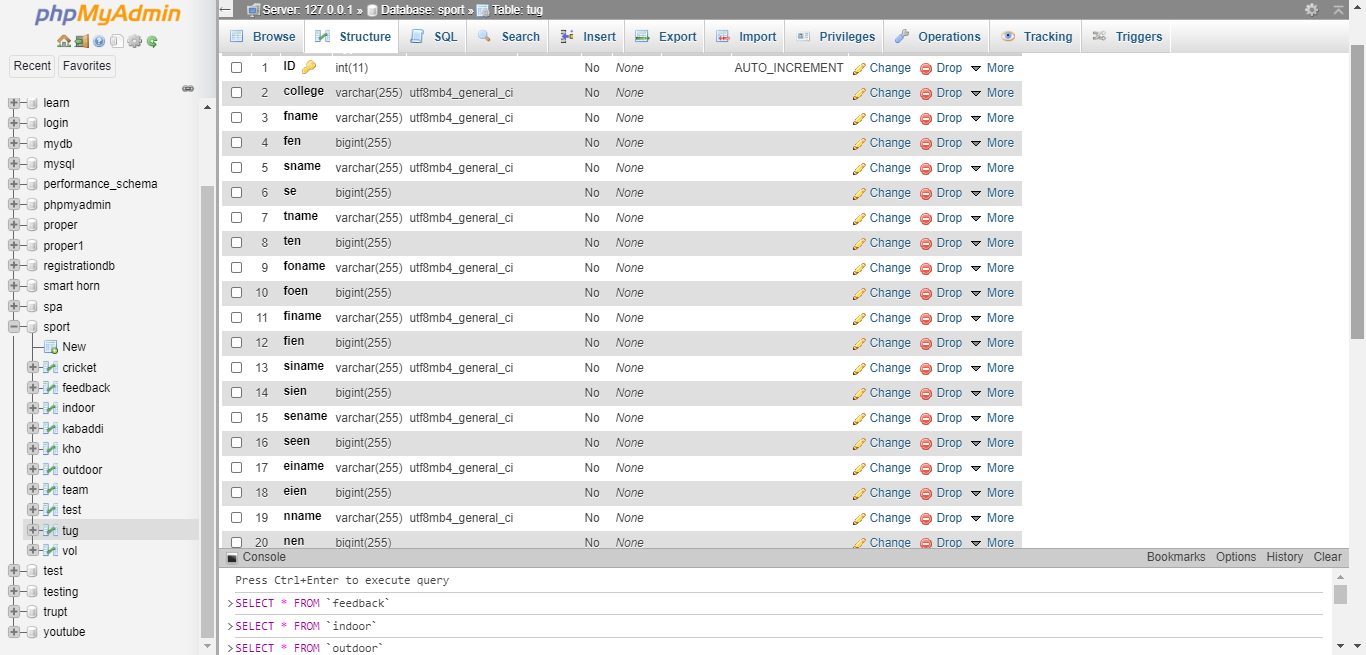 phpMyAdmin
Recent Favorites
learn
login
mydb
mysql
performance_schema
phpmyadmin
proper
proper1
registrationdb
smart horn
spa
sport
New
cricket
feedback
indoor
kabaddi
kho
outdoor
team
test
tug
vol
test
testing
trupt
youtube
Server: 127.0.0.1 » Database: sport » Table: tug
Browse Structure SQL Search Insert Export Import Privileges Operations Tracking Triggers
1 ID int(11) No None AUTO_INCREMENT Change Drop More
2 college varchar(255) utf8mb4_general_ci No None Change Drop More
3 fname varchar(255) utf8mb4_general_ci No None Change Drop More
4 fen bigint(255) No None Change Drop More
5 sname varchar(255) utf8mb4_general_ci No None Change Drop More
6 se bigint(255) No None Change Drop More
7 tname varchar(255) utf8mb4_general_ci No None Change Drop More
8 ten bigint(255) No None Change Drop More
9 foname varchar(255) utf8mb4_general_ci No None Change Drop More
10 foen bigint(255) No None Change Drop More
11 finame varchar(255) utf8mb4_general_ci No None Change Drop More
12 fien bigint(255) No None Change Drop More
13 siname varchar(255) utf8mb4_general_ci No None Change Drop More
14 sien bigint(255) No None Change Drop More
15 sename varchar(255) utf8mb4_general_ci No None Change Drop More
16 seen bigint(255) No None Change Drop More
17 einame varchar(255) utf8mb4_general_ci No None Change Drop More
18 eien bigint(255) No None Change Drop More
19 nname varchar(255) utf8mb4_general_ci No None Change Drop More
20 nen bigint(255) No None Change Drop More
Console Bookmarks Options History Clear
Press Ctrl+Enter to execute query
>SELECT * FROM `feedback`
>SELECT * FROM `indoor`
>SELECT * FROM `outdoor`